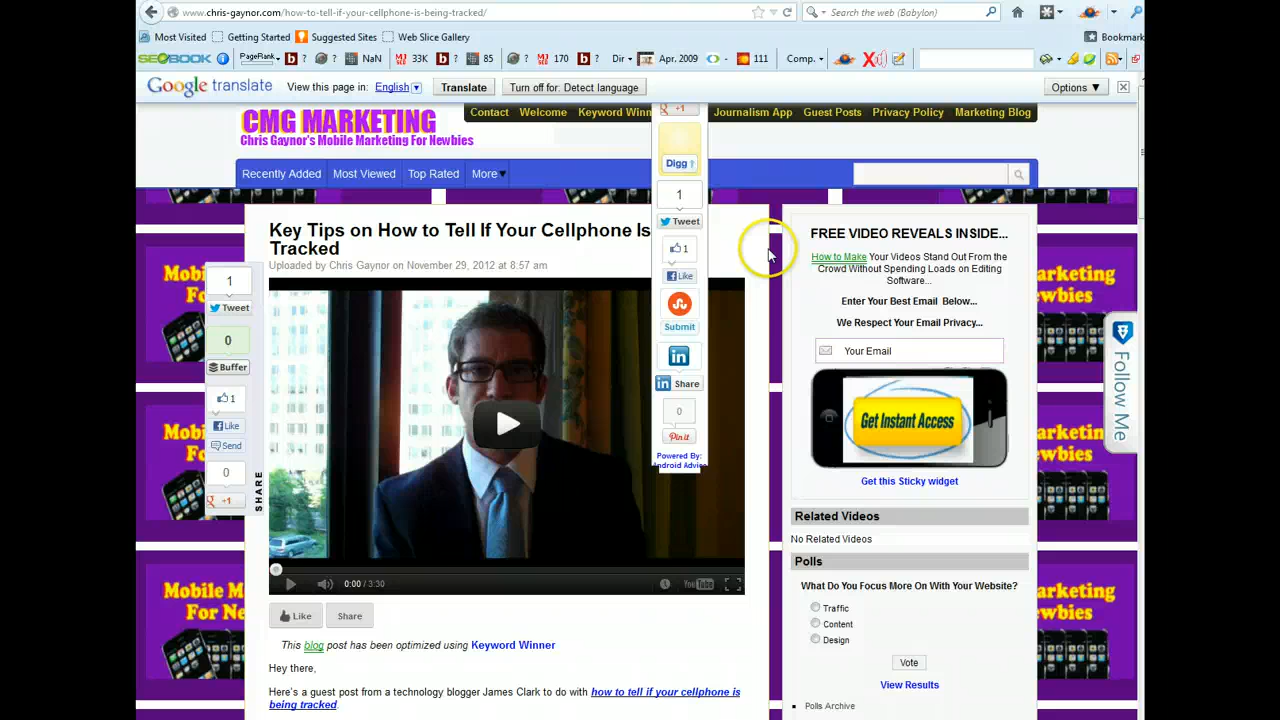 www.chris-gaynor.com/how-to-tell-if-your-cellphone-is-being-tracked/
Search the web (Babylon)
Most Visited Getting Started Suggested Sites Web Slice Gallery
Bookmark
SEOBOOK PageRank ? ? NaN 33K ? 85 ? 170 ? Dir Apr, 2009 111 Comp.
Google translate View this page in: English Translate Turn off for: Detect language Options ▼
CMG MARKETING
Chris Gaynor's Mobile Marketing For Newbies
Contact Welcome Keyword Winn Journalism App Guest Posts Privacy Policy Marketing Blog
Recently Added Most Viewed Top Rated More
+1
Digg
1
Tweet
1
Like
Submit
in
in Share
0
Pin it
Powered By:
Android Advice
Key Tips on How to Tell If Your Cellphone Is
Tracked
Uploaded by Chris Gaynor on November 29, 2012 at 8:57 am
1
Tweet
0
Buffer
1
Like
Send
0
+1
SHARE
0:00 / 3:30
YouTube
Like Share
This blog post has been optimized using Keyword Winner
Hey there,
Here's a guest post from a technology blogger James Clark to do with how to tell if your cellphone is
being tracked.
FREE VIDEO REVEALS INSIDE...
How to Make Your Videos Stand Out From the
Crowd Without Spending Loads on Editing
Software...
Enter Your Best Email Below...
We Respect Your Email Privacy...
Your Email
Get Instant Access
Get this Sticky widget
Related Videos
No Related Videos
Polls
What Do You Focus More On With Your Website?
Traffic
Content
Design
Vote
View Results
Polls Archive
Follow Me
Mobile M
For Ne